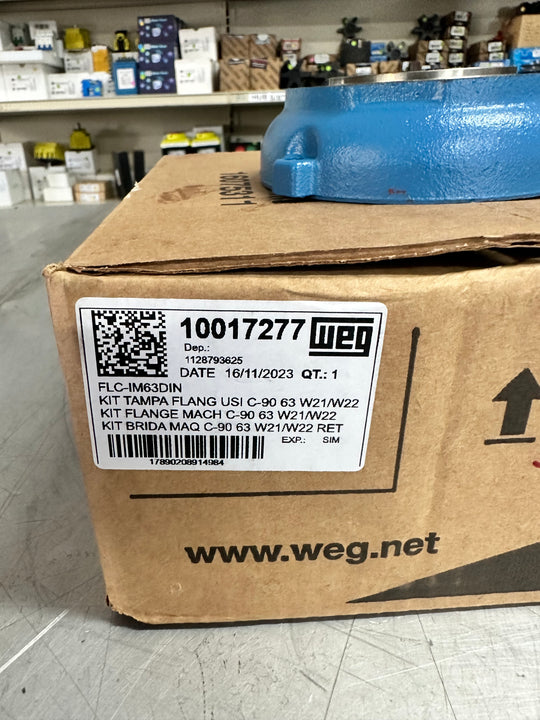 10017277 weg
Dep.:
1128793625
DATE 16/11/2023 QT.: 1
FLC-IM63DIN
KIT TAMPA FLANG USI C-90 63 W21/W22
KIT FLANGE MACH C-90 63 W21/W22
KIT BRIDA MAQ C-90 63 W21/W22 RET
EXP.: SIM
17890208914984
www.weg.net